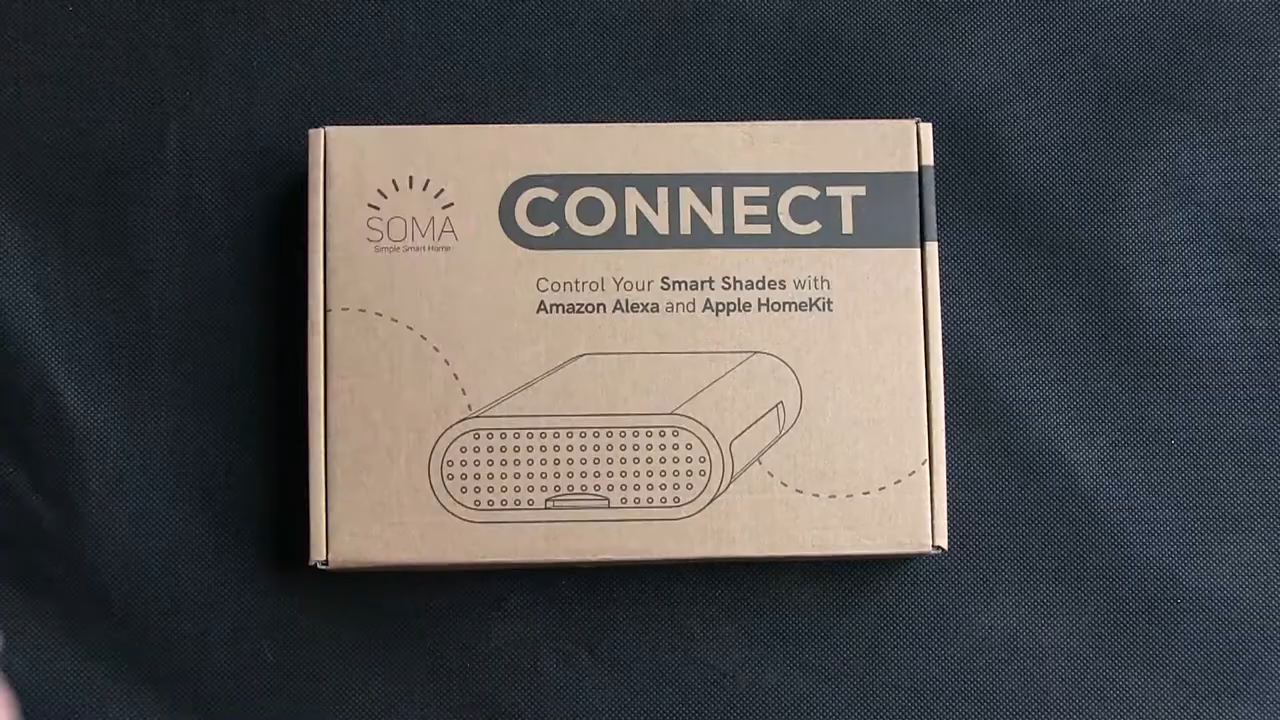 SOMA
Simple Smart Home
CONNECT
Control Your Smart Shades with
Amazon Alexa and Apple HomeKit